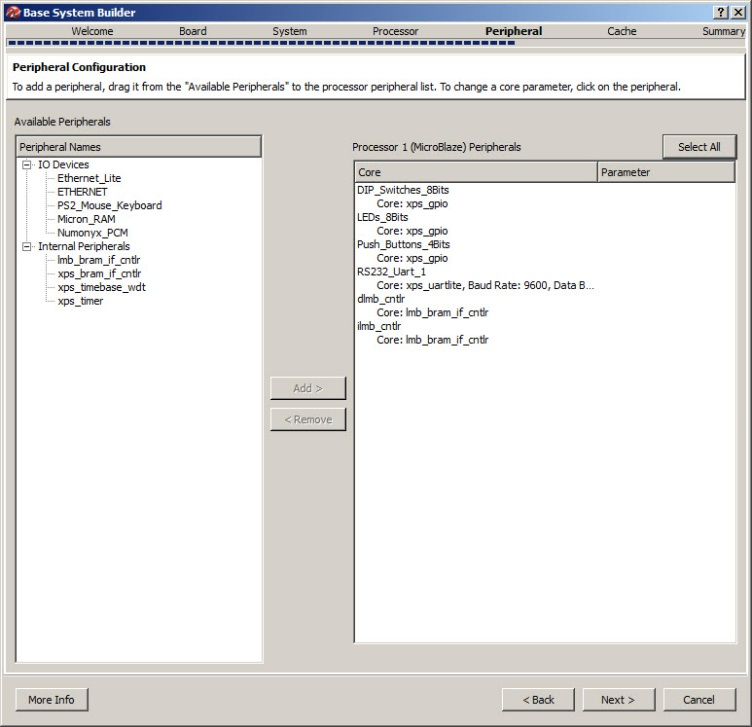 Base System Builder
Welcome Board System Processor Peripheral Cache Summary
Peripheral Configuration
To add a peripheral, drag it from the "Available Peripherals" to the processor peripheral list. To change a core parameter, click on the peripheral.
Available Peripherals
Peripheral Names
IO Devices
Ethernet_Lite
ETHERNET
PS2_Mouse_Keyboard
Micron_RAM
Numonyx_PCM
Internal Peripherals
lmb_bram_if_cntlr
xps_bram_if_cntlr
xps_timebase_wdt
xps_timer
Add >
< Remove
Processor 1 (MicroBlaze) Peripherals
Select All
Core Parameter
DIP_Switches_8Bits
Core: xps_gpio
LEDs_8Bits
Core: xps_gpio
Push_Buttons_4Bits
Core: xps_gpio
RS232_Uart_1
Core: xps_uartlite, Baud Rate: 9600, Data B...
dlmb_cntlr
Core: lmb_bram_if_cntlr
ilmb_cntlr
Core: lmb_bram_if_cntlr
More Info
< Back
Next >
Cancel